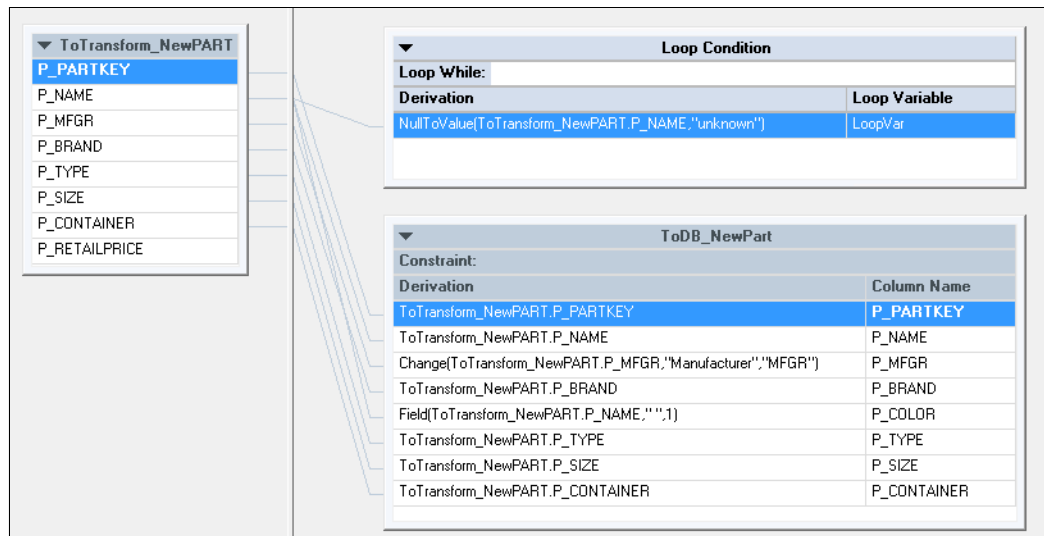 ToTransform_NewPART
P_PARTKEY
P_NAME
P_MFGR
P_BRAND
P_TYPE
P_SIZE
P_CONTAINER
P_RETAILPRICE
Loop Condition
Loop While:
Derivation Loop Variable
NullToValue(ToTransform_NewPART.P_NAME,"unknown") LoopVar
ToDB_NewPart
Constraint:
Derivation Column Name
ToTransform_NewPART.P_PARTKEY P_PARTKEY
ToTransform_NewPART.P_NAME P_NAME
Change(ToTransform_NewPART.P_MFGR,"Manufacturer","MFGR") P_MFGR
ToTransform_NewPART.P_BRAND P_BRAND
Field(ToTransform_NewPART.P_NAME," ",1) P_COLOR
ToTransform_NewPART.P_TYPE P_TYPE
ToTransform_NewPART.P_SIZE P_SIZE
ToTransform_NewPART.P_CONTAINER P_CONTAINER